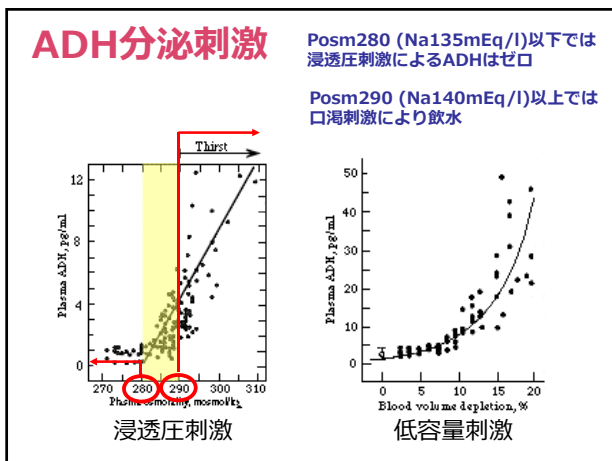 ADH分泌刺激
Posm280 (Na135mEq/l)以下では
浸透圧刺激によるADHはゼロ
Posm290 (Na140mEq/l)以上では
口渇刺激により飲水
Thirst
12
8
4
0
Plasma ADH, pg/ml
270 280 290 300 310
Plasma osmolality, mosmol/kg
浸透圧刺激
50
40
30
20
10
0
Plasma ADH, pg/ml
0 5 10 15 20
Blood volume depletion, %
低容量刺激